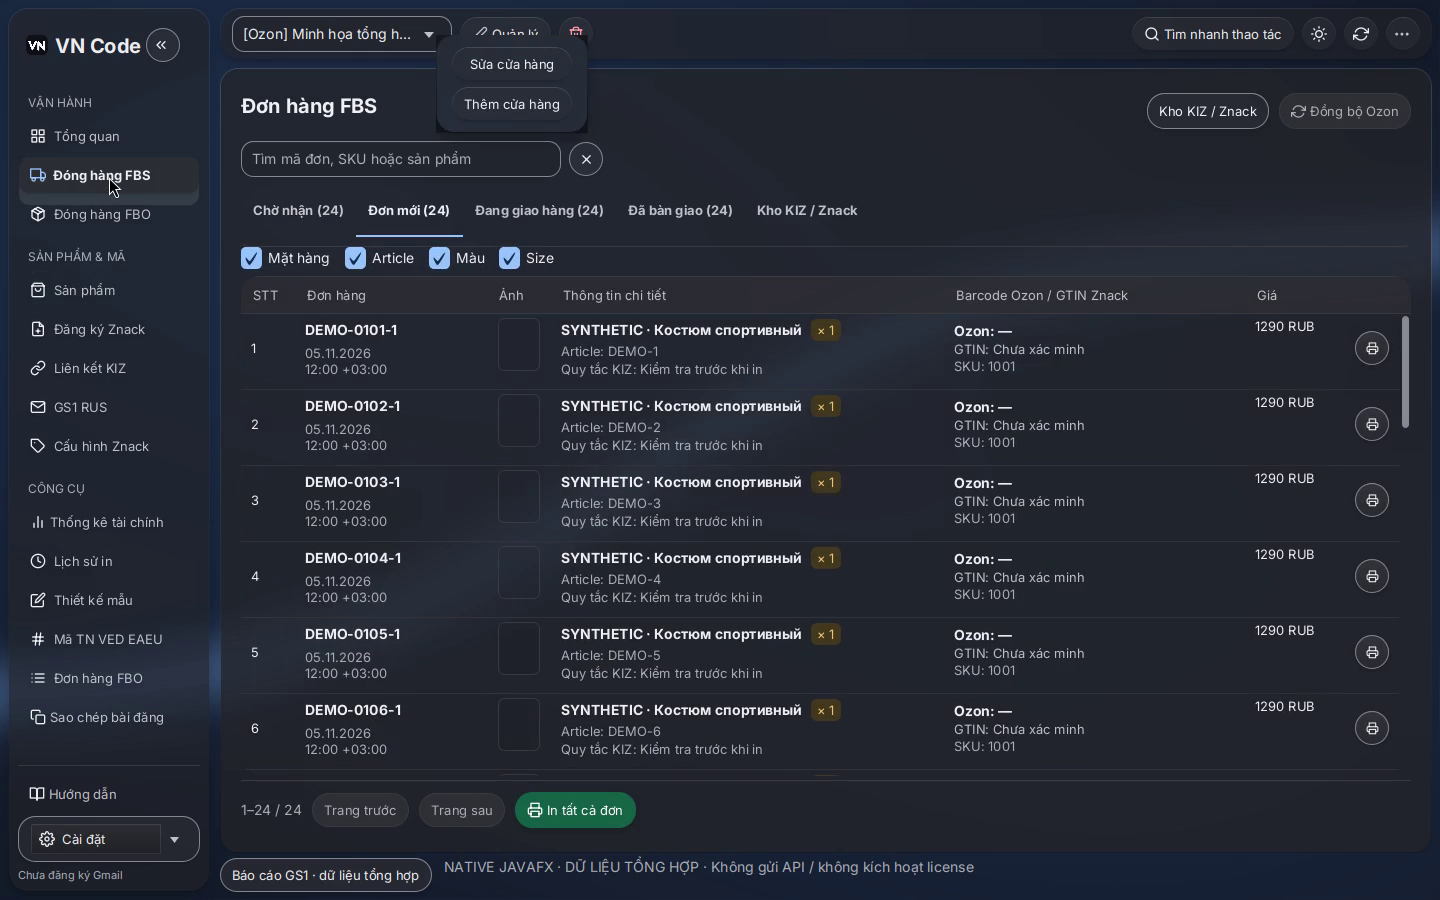 VN VN Code
VẬN HÀNH
Tổng quan
Đóng hàng FBS
Đóng hàng FBO
SẢN PHẨM & MÃ
Sản phẩm
Đăng ký Znack
Liên kết KIZ
GS1 RUS
Cấu hình Znack
CÔNG CỤ
Thống kê tài chính
Lịch sử in
Thiết kế mẫu
Mã TN VED EAEU
Đơn hàng FBO
Sao chép bài đăng
Hướng dẫn
Cài đặt
Chưa đăng ký Gmail
[Ozon] Minh họa tổng h...
Quản lý
Tìm nhanh thao tác
Sửa cửa hàng
Thêm cửa hàng
Đơn hàng FBS
Kho KIZ / Znack
Đồng bộ Ozon
Tìm mã đơn, SKU hoặc sản phẩm
Chờ nhận (24) Đơn mới (24) Đang giao hàng (24) Đã bàn giao (24) Kho KIZ / Znack
Mặt hàng Article Màu Size
STT Đơn hàng Ảnh Thông tin chi tiết Barcode Ozon / GTIN Znack Giá
1
DEMO-0101-1
05.11.2026
12:00 +03:00
SYNTHETIC · Костюм спортивный × 1
Article: DEMO-1
Quy tắc KIZ: Kiểm tra trước khi in
Ozon: —
GTIN: Chưa xác minh
SKU: 1001
1290 RUB
2
DEMO-0102-1
05.11.2026
12:00 +03:00
SYNTHETIC · Костюм спортивный × 1
Article: DEMO-2
Quy tắc KIZ: Kiểm tra trước khi in
Ozon: —
GTIN: Chưa xác minh
SKU: 1001
1290 RUB
3
DEMO-0103-1
05.11.2026
12:00 +03:00
SYNTHETIC · Костюм спортивный × 1
Article: DEMO-3
Quy tắc KIZ: Kiểm tra trước khi in
Ozon: —
GTIN: Chưa xác minh
SKU: 1001
1290 RUB
4
DEMO-0104-1
05.11.2026
12:00 +03:00
SYNTHETIC · Костюм спортивный × 1
Article: DEMO-4
Quy tắc KIZ: Kiểm tra trước khi in
Ozon: —
GTIN: Chưa xác minh
SKU: 1001
1290 RUB
5
DEMO-0105-1
05.11.2026
12:00 +03:00
SYNTHETIC · Костюм спортивный × 1
Article: DEMO-5
Quy tắc KIZ: Kiểm tra trước khi in
Ozon: —
GTIN: Chưa xác minh
SKU: 1001
1290 RUB
6
DEMO-0106-1
05.11.2026
12:00 +03:00
SYNTHETIC · Костюм спортивный × 1
Article: DEMO-6
Quy tắc KIZ: Kiểm tra trước khi in
Ozon: —
GTIN: Chưa xác minh
SKU: 1001
1290 RUB
1–24 / 24 Trang trước Trang sau In tất cả đơn
Báo cáo GS1 · dữ liệu tổng hợp
NATIVE JAVAFX · DỮ LIỆU TỔNG HỢP · Không gửi API / không kích hoạt license